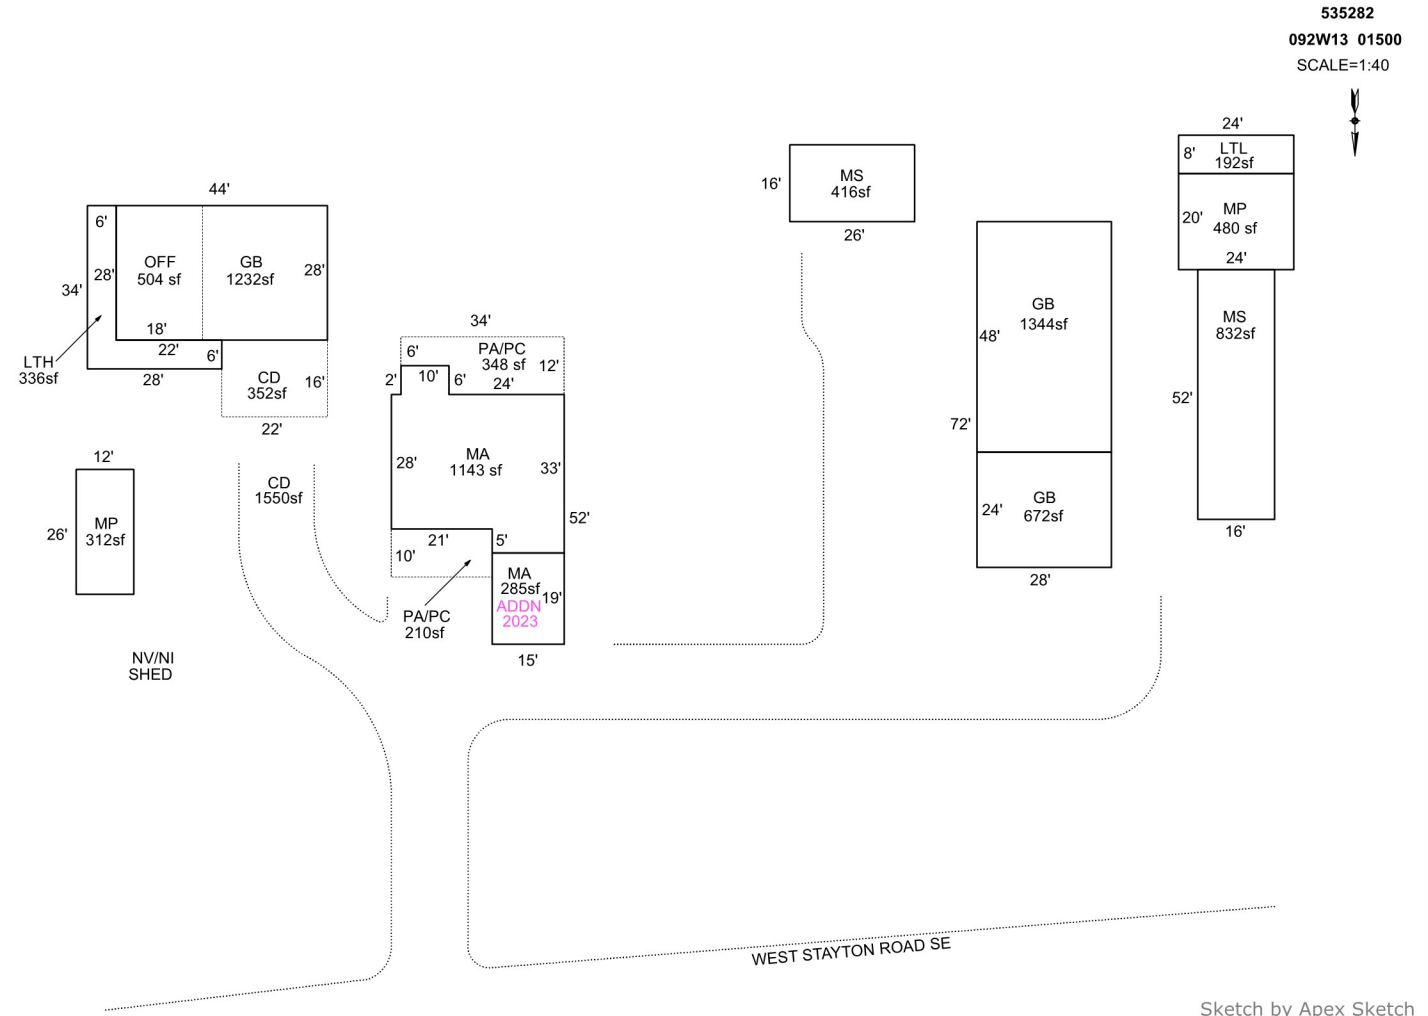 535282
092W13  01500
SCALE=1:40
24'
8'
LTL
192sf
20'
MP
480 sf
24'
MS
832sf
52'
16'
16'
MS
416sf
26'
44'
6'
28'
34'
OFF
504 sf
GB
1232sf
28'
18'
22'
6'
LTH
336sf
28'
CD
352sf
16'
22'
34'
6'
PA/PC
348 sf
12'
2'
10'
6'
24'
MA
1143 sf
28'
33'
52'
21'
5'
10'
PA/PC
210sf
MA
285sf
19'
ADDN
2023
15'
12'
26'
MP
312sf
CD
1550sf
NV/NI
SHED
48'
GB
1344sf
72'
24'
GB
672sf
28'
WEST STAYTON ROAD SE
Sketch by Apex Sketch